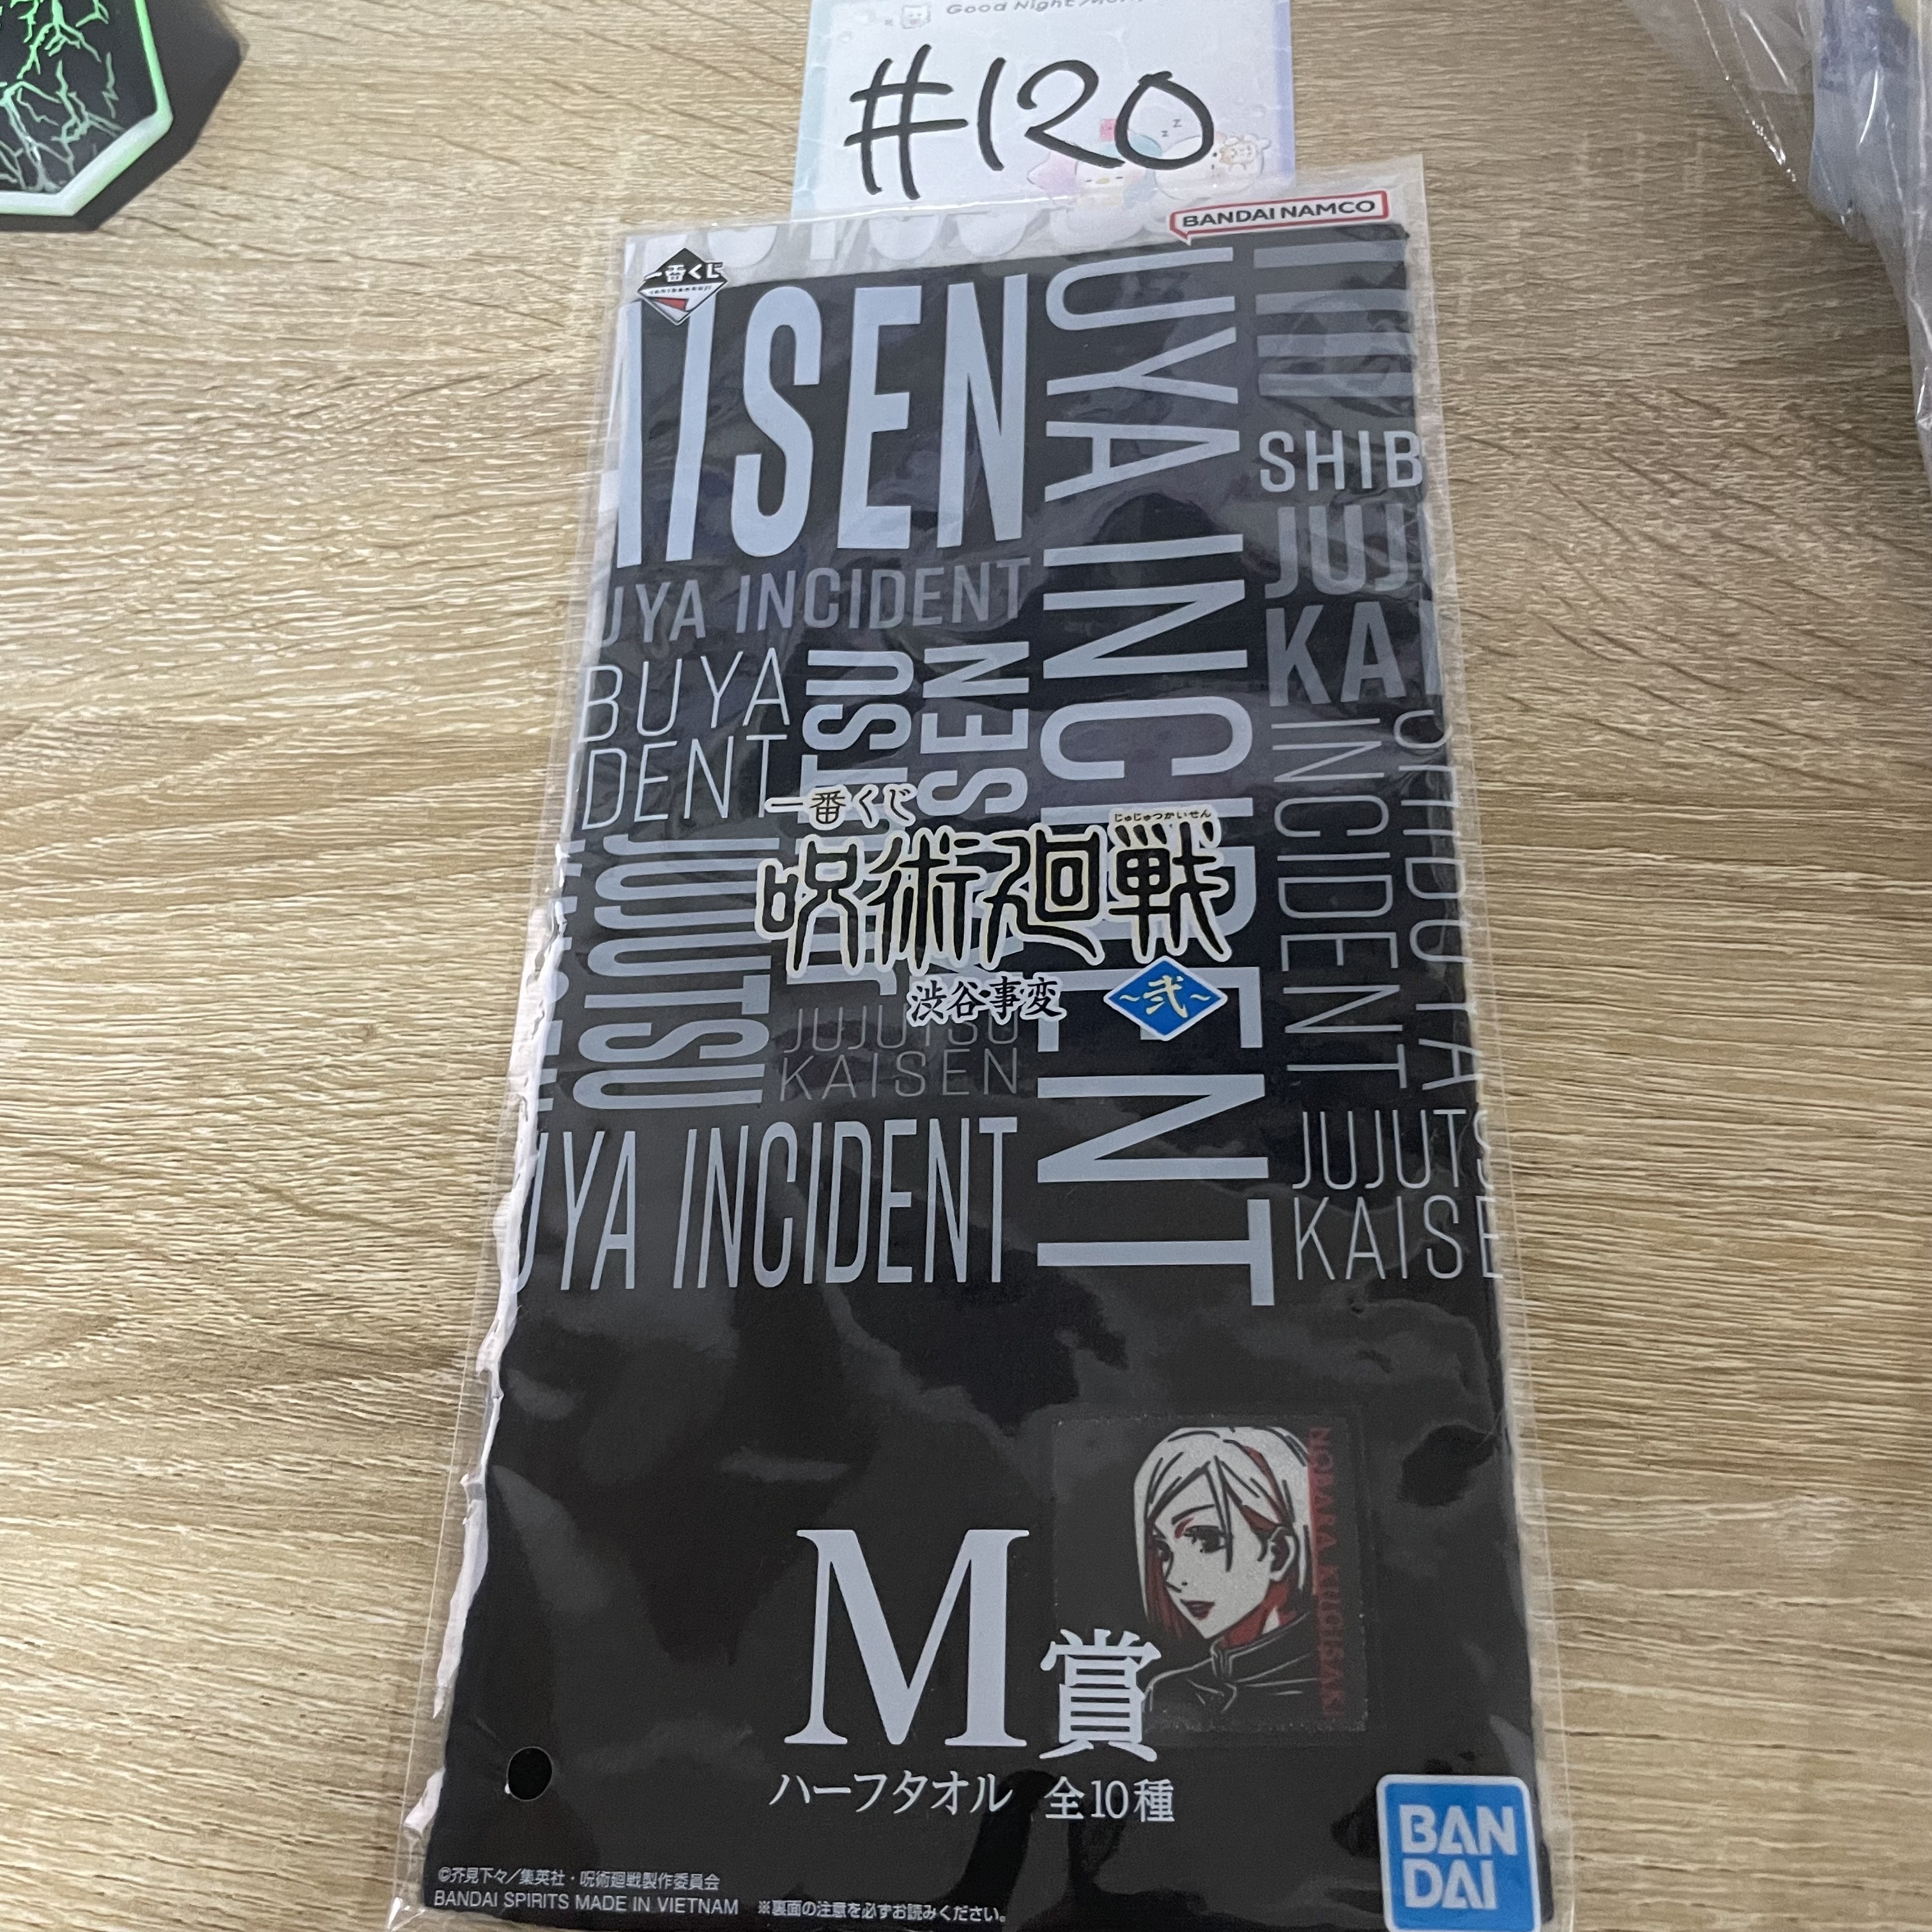 Good Night
#120
BANDAI NAMCO
一番くじ
AISEN
UYA INCIDENT
UYA INCIDENT
SHIB
JUJ
KA
BUYA
DENT
JUJUTSU
INCIDENT
一番くじ
じゅじゅつかいせん
呪術廻戦
渋谷事変
~弐~
JUJUTSU
KAISEN
UYA INCIDENT
JUJUTS
KAISE
NOBARA KUGISAKI
M賞
ハーフタオル 全10種
BAN
DAI
©芥見下々/集英社・呪術廻戦製作委員会
BANDAI SPIRITS MADE IN VIETNAM ※裏面の注意を必ずお読みください。